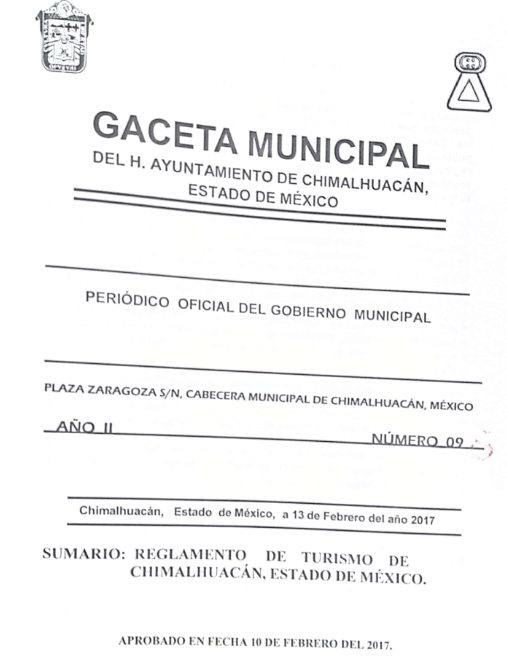 GACETA MUNICIPAL
DEL H. AYUNTAMIENTO DE CHIMALHUACÁN,
ESTADO DE MÉXICO
PERIÓDICO OFICIAL DEL GOBIERNO MUNICIPAL
PLAZA ZARAGOZA S/N, CABECERA MUNICIPAL DE CHIMALHUACÁN, MÉXICO
AÑO II NÚMERO 09
Chimalhuacán, Estado de México, a 13 de Febrero del año 2017
SUMARIO: REGLAMENTO DE TURISMO DE
CHIMALHUACÁN, ESTADO DE MÉXICO.
APROBADO EN FECHA 10 DE FEBRERO DEL 2017.